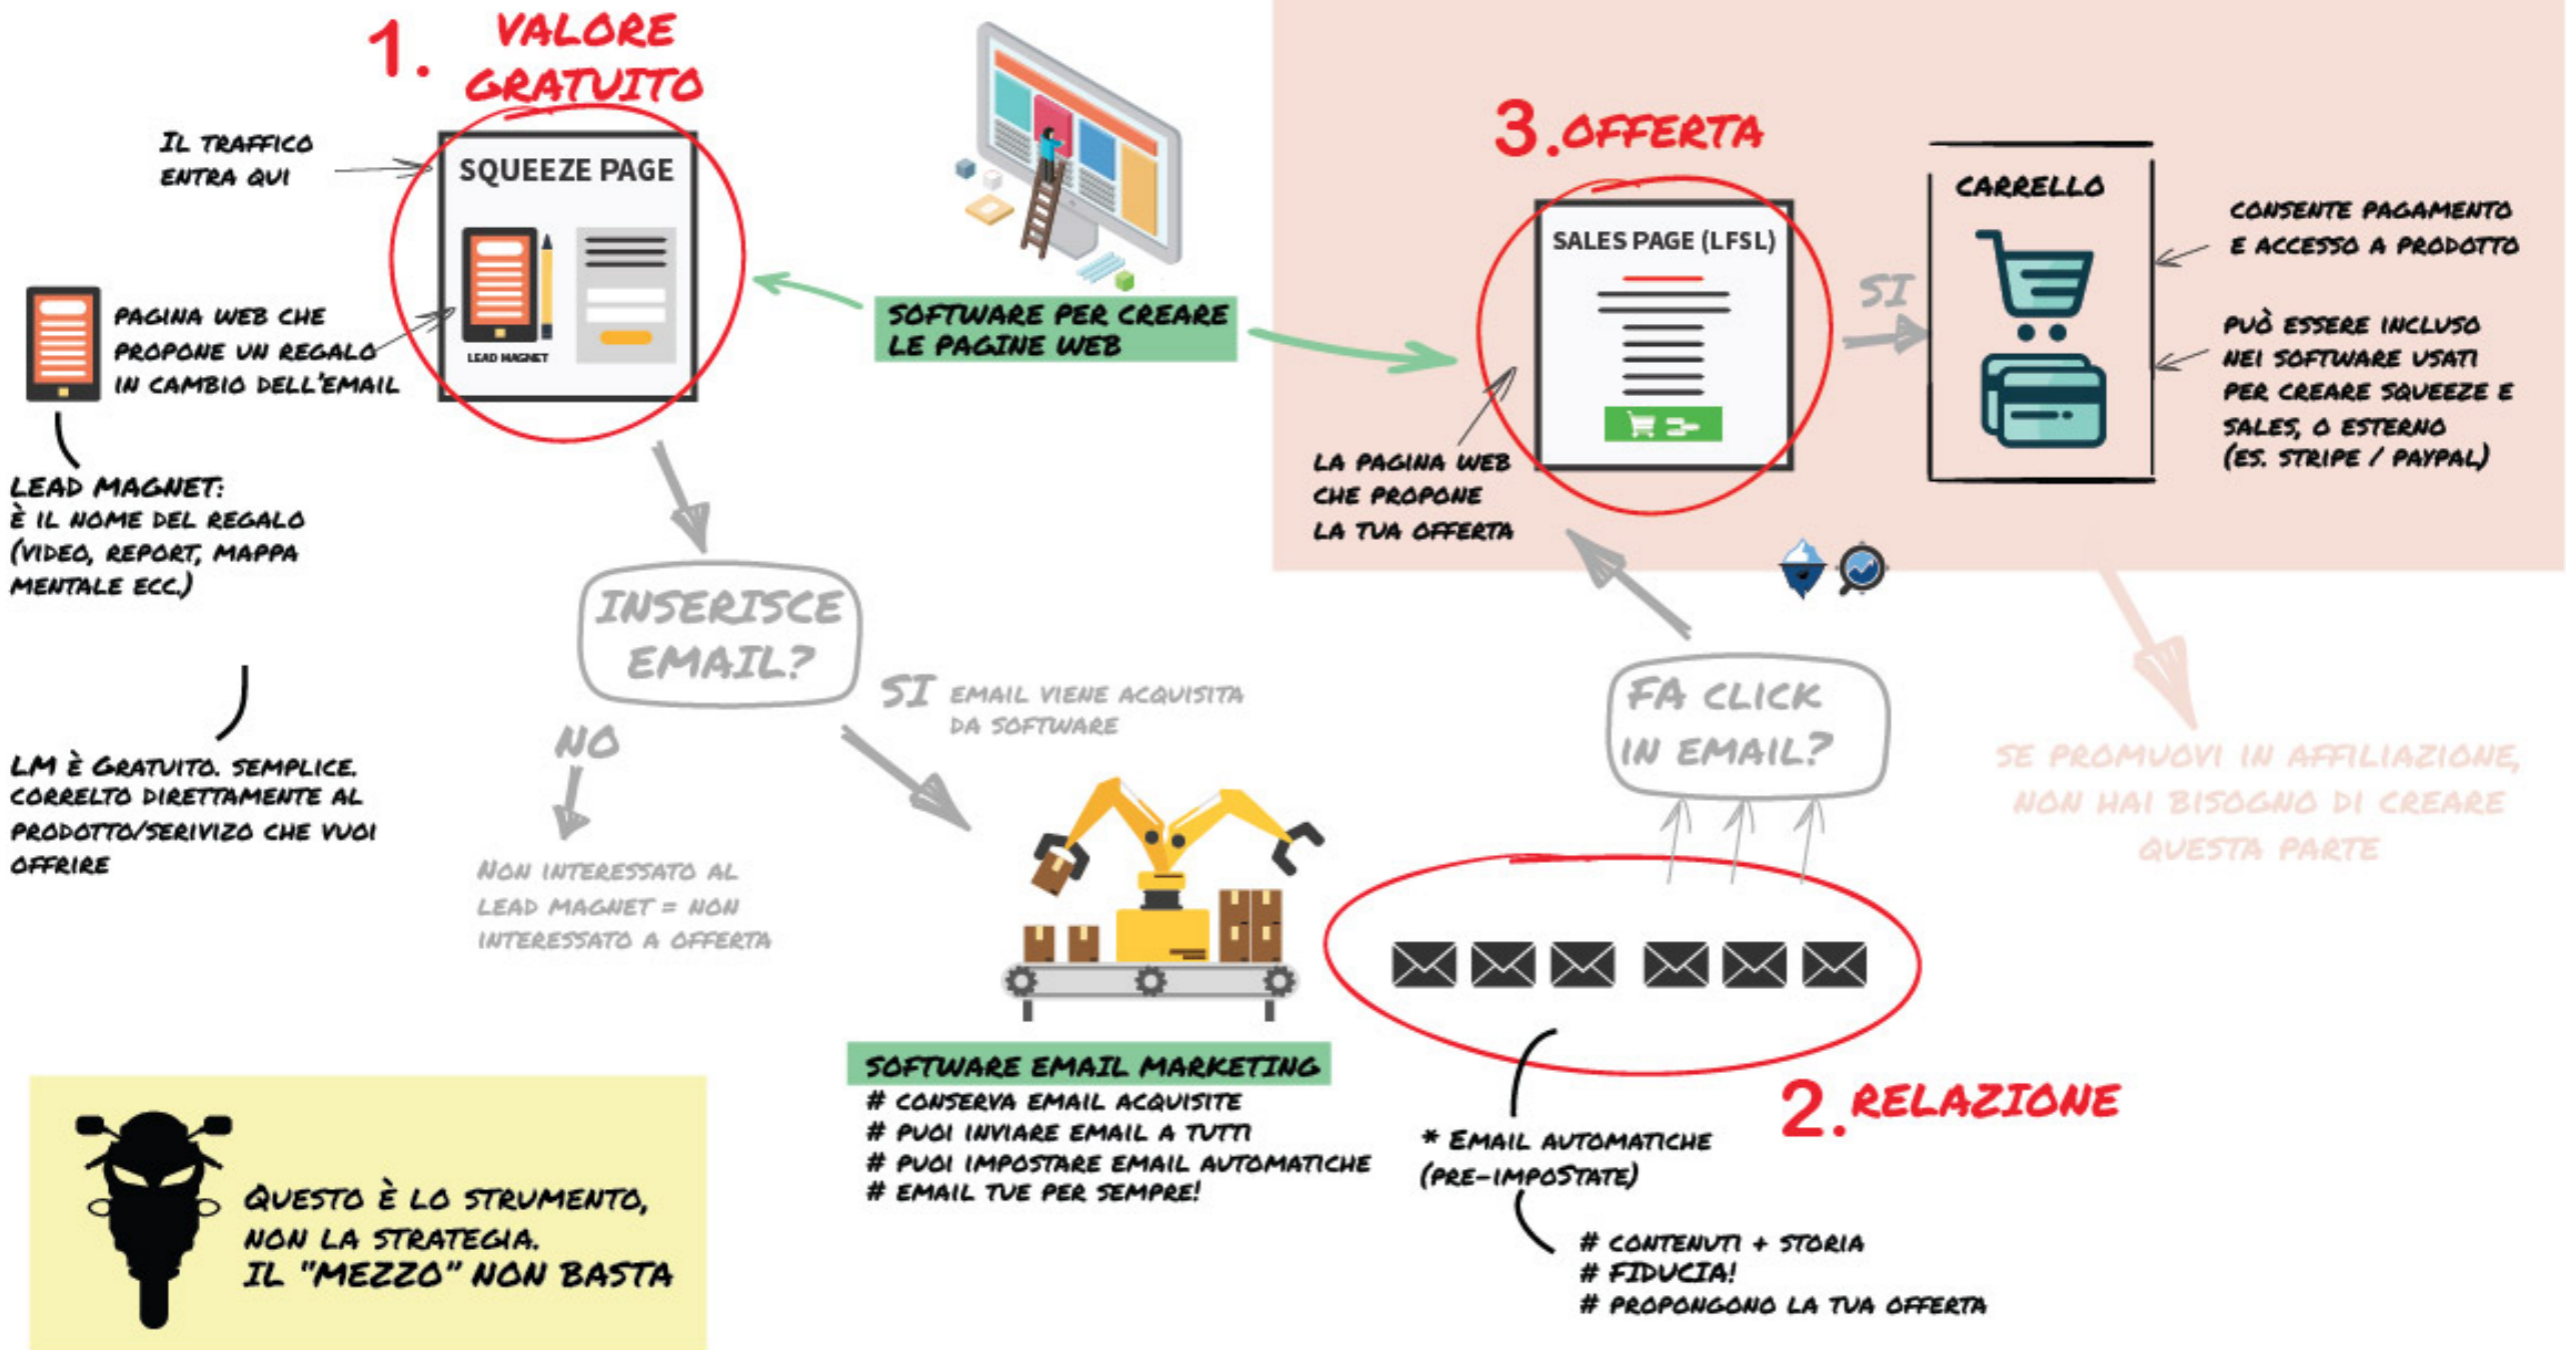 1. VALORE
GRATUITO
IL TRAFFICO
ENTRA QUI
SQUEEZE PAGE
LEAD MAGNET
PAGINA WEB CHE
PROPONE UN REGALO
IN CAMBIO DELL'EMAIL
LEAD MAGNET:
È IL NOME DEL REGALO
(VIDEO, REPORT, MAPPA
MENTALE ECC.)
LM È GRATUITO. SEMPLICE.
CORRELTO DIRETTAMENTE AL
PRODOTTO/SERIVIZO CHE VUOI
OFFRIRE
SOFTWARE PER CREARE
LE PAGINE WEB
INSERISCE
EMAIL?
NO
NON INTERESSATO AL
LEAD MAGNET = NON
INTERESSATO A OFFERTA
SI EMAIL VIENE ACQUISITA
DA SOFTWARE
SOFTWARE EMAIL MARKETING
# CONSERVA EMAIL ACQUISITE
# PUOI INVIARE EMAIL A TUTTI
# PUOI IMPOSTARE EMAIL AUTOMATICHE
# EMAIL TUE PER SEMPRE!
2. RELAZIONE
* EMAIL AUTOMATICHE
(PRE-IMPOSTATE)
# CONTENUTI + STORIA
# FIDUCIA!
# PROPONGONO LA TUA OFFERTA
FA CLICK
IN EMAIL?
3. OFFERTA
SALES PAGE (LFSL)
LA PAGINA WEB
CHE PROPONE
LA TUA OFFERTA
SI
CARRELLO
CONSENTE PAGAMENTO
E ACCESSO A PRODOTTO
PUÒ ESSERE INCLUSO
NEI SOFTWARE USATI
PER CREARE SQUEEZE E
SALES, O ESTERNO
(ES. STRIPE / PAYPAL)
SE PROMUOVI IN AFFILIAZIONE,
NON HAI BISOGNO DI CREARE
QUESTA PARTE
QUESTO È LO STRUMENTO,
NON LA STRATEGIA.
IL "MEZZO" NON BASTA